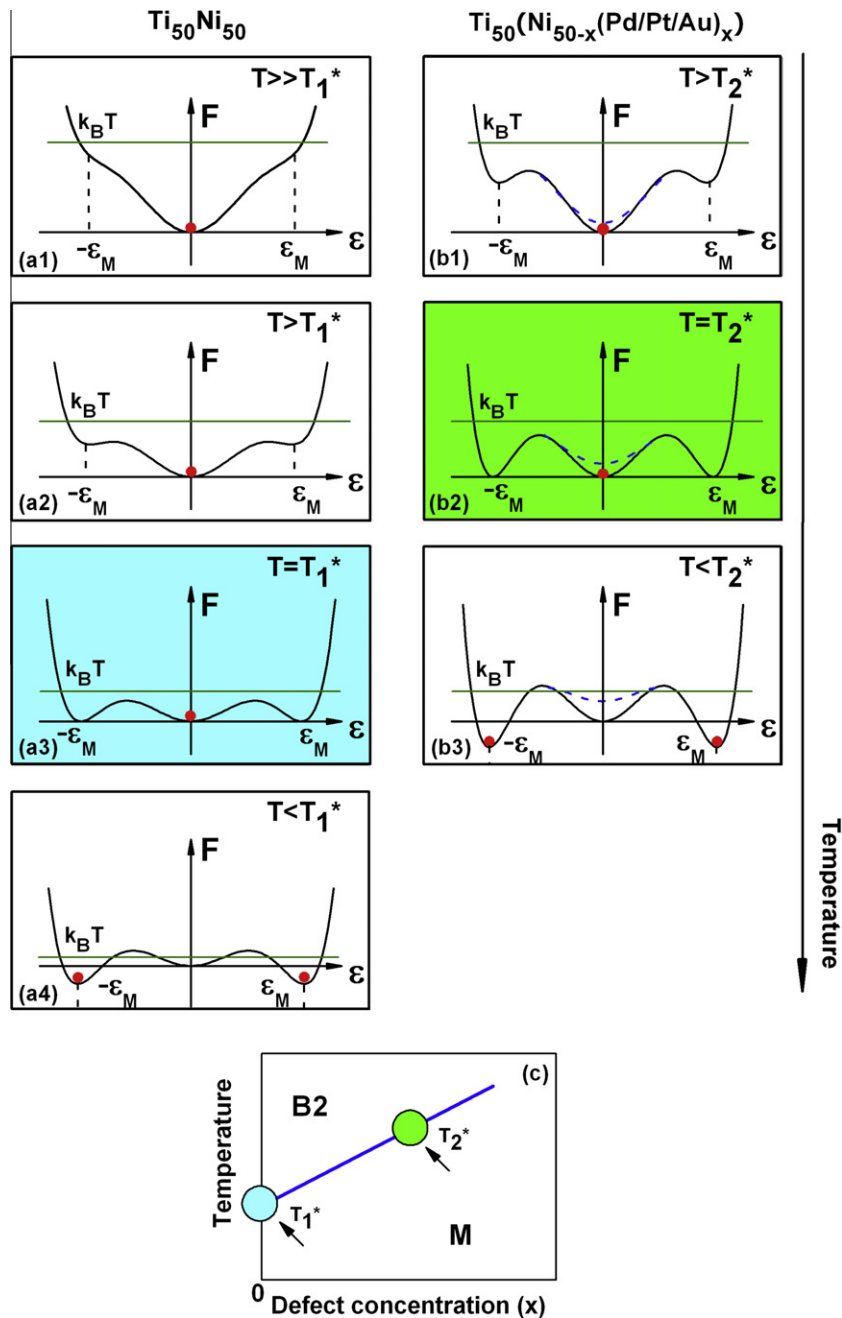 Ti50Ni50
Ti50(Ni50-x(Pd/Pt/Au)x)
T>>T1*
F
kBT
ε
-εM
εM
(a1)
T>T2*
F
kBT
ε
-εM
εM
(b1)
T>T1*
F
kBT
ε
-εM
εM
(a2)
T=T2*
F
kBT
ε
-εM
εM
(b2)
T=T1*
F
kBT
ε
-εM
εM
(a3)
T<T2*
F
kBT
ε
-εM
εM
(b3)
T<T1*
F
kBT
ε
-εM
εM
(a4)
Temperature
(c)
B2
T2*
T1*
M
Temperature
0
Defect concentration (x)